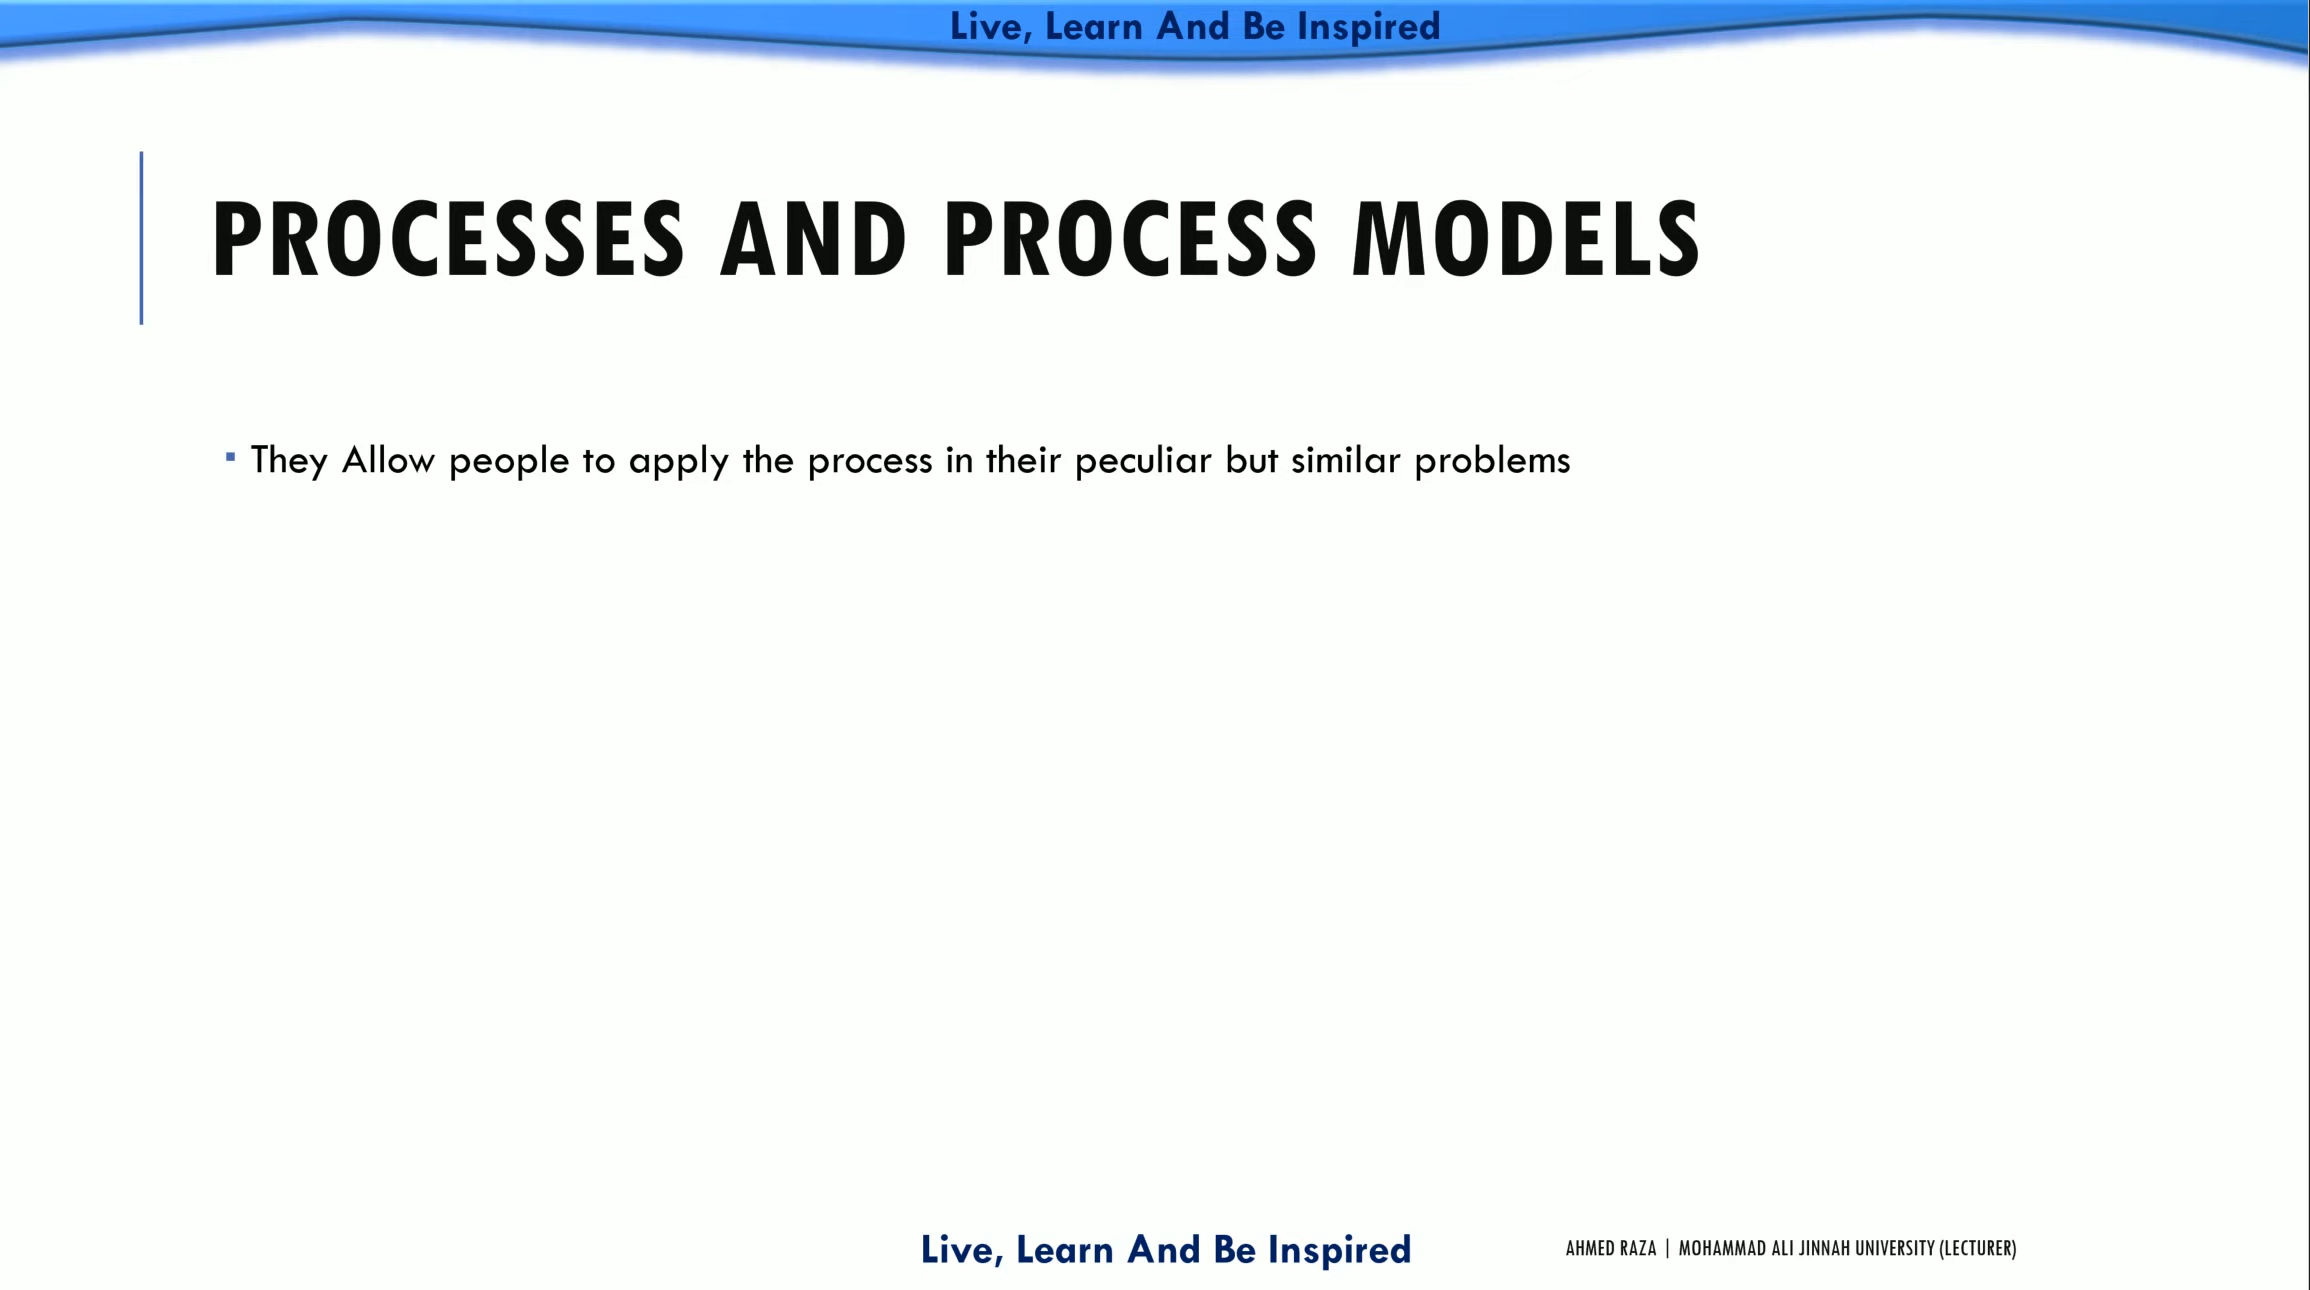 Live, Learn And Be Inspired
PROCESSES AND PROCESS MODELS
▪ They Allow people to apply the process in their peculiar but similar problems
Live, Learn And Be Inspired
AHMED RAZA | MOHAMMAD ALI JINNAH UNIVERSITY (LECTURER)